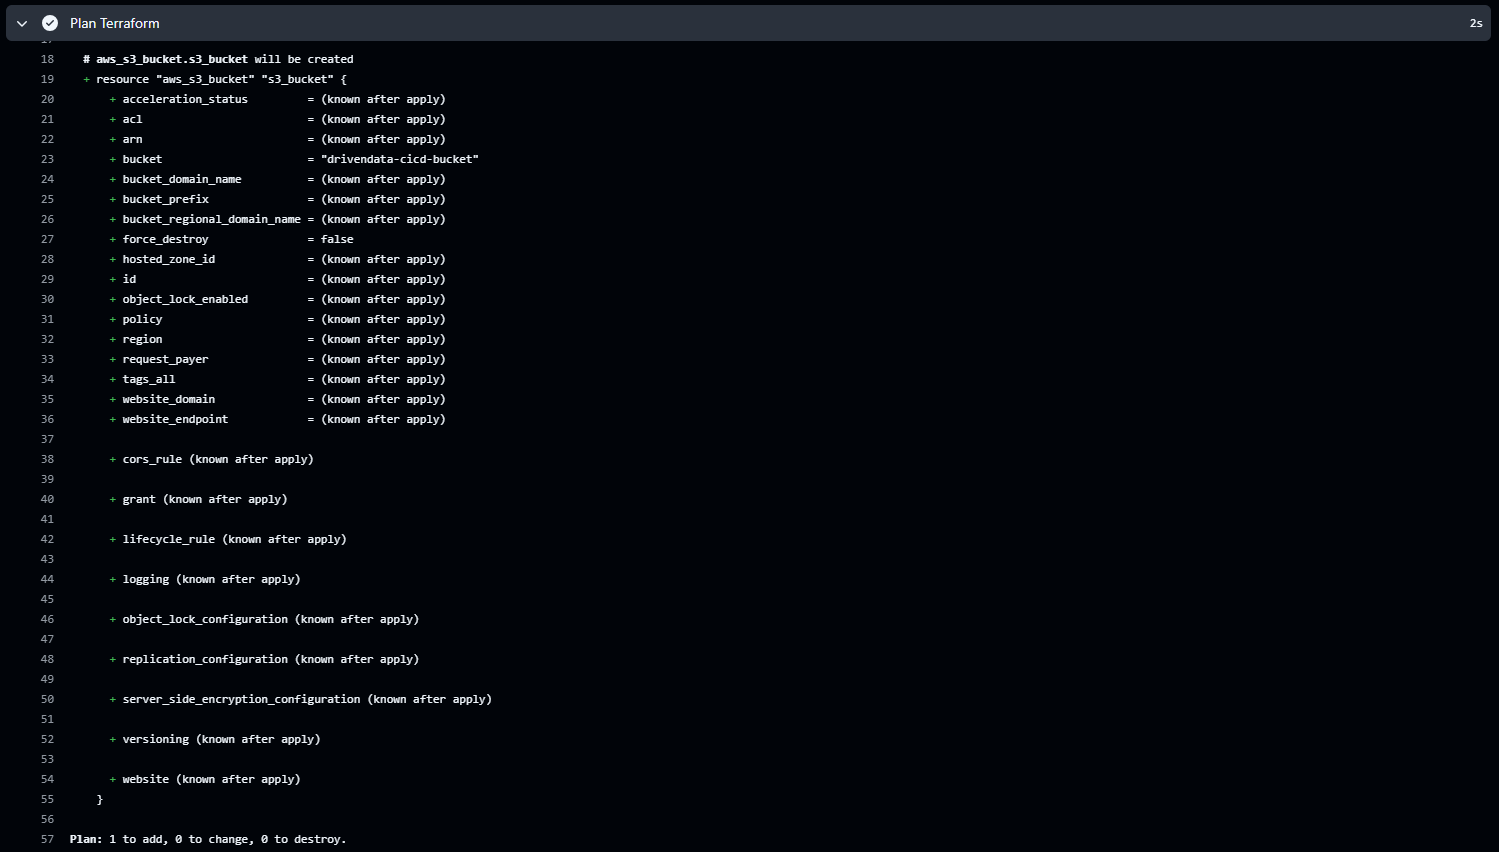 Plan Terraform
2s
17
18 # aws_s3_bucket.s3_bucket will be created
19 + resource "aws_s3_bucket" "s3_bucket" {
20 + acceleration_status = (known after apply)
21 + acl = (known after apply)
22 + arn = (known after apply)
23 + bucket = "drivendata-cicd-bucket"
24 + bucket_domain_name = (known after apply)
25 + bucket_prefix = (known after apply)
26 + bucket_regional_domain_name = (known after apply)
27 + force_destroy = false
28 + hosted_zone_id = (known after apply)
29 + id = (known after apply)
30 + object_lock_enabled = (known after apply)
31 + policy = (known after apply)
32 + region = (known after apply)
33 + request_payer = (known after apply)
34 + tags_all = (known after apply)
35 + website_domain = (known after apply)
36 + website_endpoint = (known after apply)
37
38 + cors_rule (known after apply)
39
40 + grant (known after apply)
41
42 + lifecycle_rule (known after apply)
43
44 + logging (known after apply)
45
46 + object_lock_configuration (known after apply)
47
48 + replication_configuration (known after apply)
49
50 + server_side_encryption_configuration (known after apply)
51
52 + versioning (known after apply)
53
54 + website (known after apply)
55 }
56
57 Plan: 1 to add, 0 to change, 0 to destroy.